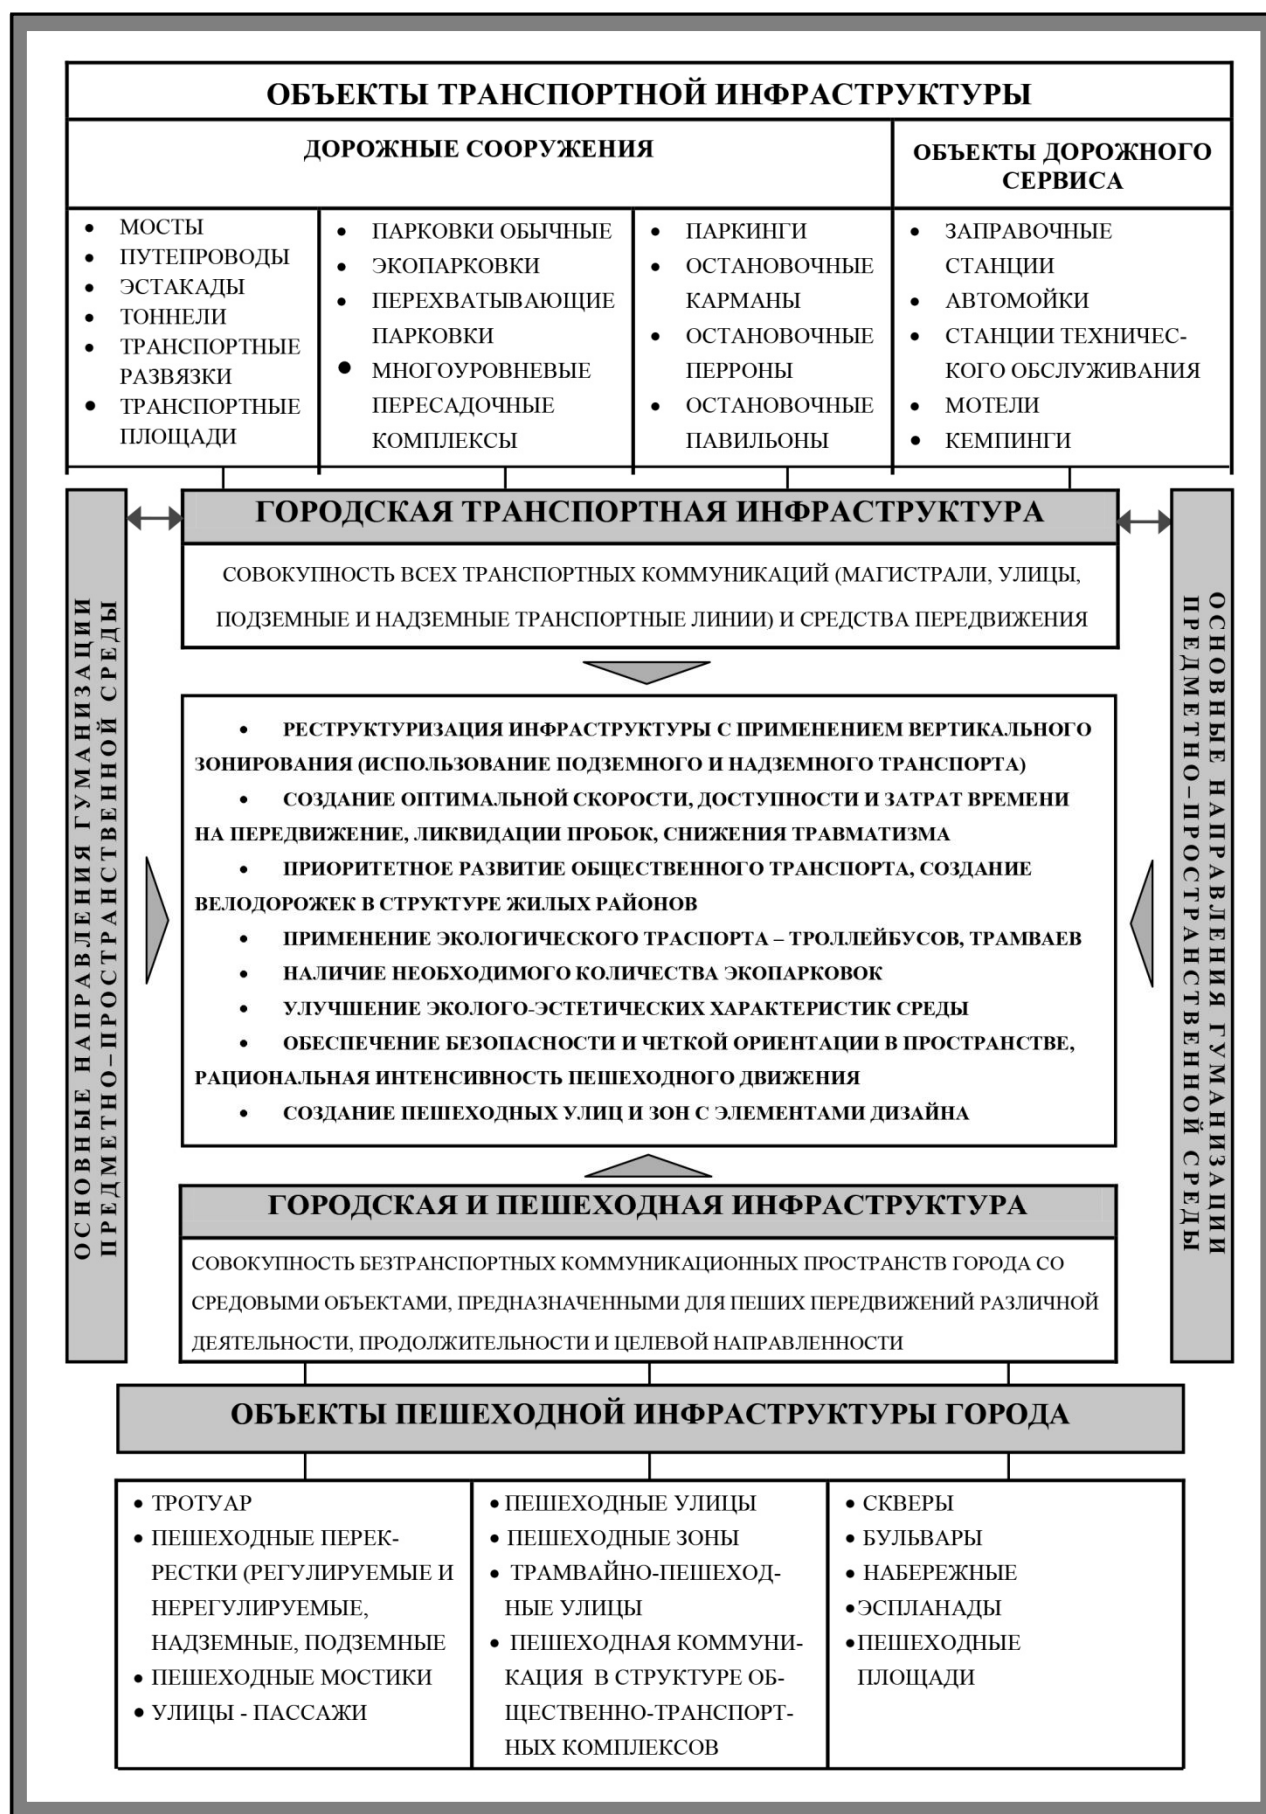 ОБЪЕКТЫ ТРАНСПОРТНОЙ ИНФРАСТРУКТУРЫ
ДОРОЖНЫЕ СООРУЖЕНИЯ
ОБЪЕКТЫ ДОРОЖНОГО
СЕРВИСА
• МОСТЫ
• ПУТЕПРОВОДЫ
• ЭСТАКАДЫ
• ТОННЕЛИ
• ТРАНСПОРТНЫЕ
РАЗВЯЗКИ
• ТРАНСПОРТНЫЕ
ПЛОЩАДИ
• ПАРКОВКИ ОБЫЧНЫЕ
• ЭКОПАРКОВКИ
• ПЕРЕХВАТЫВАЮЩИЕ
ПАРКОВКИ
• МНОГОУРОВНЕВЫЕ
ПЕРЕСАДОЧНЫЕ
КОМПЛЕКСЫ
• ПАРКИНГИ
• ОСТАНОВОЧНЫЕ
КАРМАНЫ
• ОСТАНОВОЧНЫЕ
ПЕРРОНЫ
• ОСТАНОВОЧНЫЕ
ПАВИЛЬОНЫ
• ЗАПРАВОЧНЫЕ
СТАНЦИИ
• АВТОМОЙКИ
• СТАНЦИИ ТЕХНИЧЕС-
КОГО ОБСЛУЖИВАНИЯ
• МОТЕЛИ
• КЕМПИНГИ
ОСНОВНЫЕ НАПРАВЛЕНИЯ ГУМАНИЗАЦИИ
ПРЕДМЕТНО–ПРОСТРАНСТВЕННОЙ СРЕДЫ
ГОРОДСКАЯ ТРАНСПОРТНАЯ ИНФРАСТРУКТУРА
СОВОКУПНОСТЬ ВСЕХ ТРАНСПОРТНЫХ КОММУНИКАЦИЙ (МАГИСТРАЛИ, УЛИЦЫ,
ПОДЗЕМНЫЕ И НАДЗЕМНЫЕ ТРАНСПОРТНЫЕ ЛИНИИ) И СРЕДСТВА ПЕРЕДВИЖЕНИЯ
• РЕСТРУКТУРИЗАЦИЯ ИНФРАСТРУКТУРЫ С ПРИМЕНЕНИЕМ ВЕРТИКАЛЬНОГО
ЗОНИРОВАНИЯ (ИСПОЛЬЗОВАНИЕ ПОДЗЕМНОГО И НАДЗЕМНОГО ТРАНСПОРТА)
• СОЗДАНИЕ ОПТИМАЛЬНОЙ СКОРОСТИ, ДОСТУПНОСТИ И ЗАТРАТ ВРЕМЕНИ
НА ПЕРЕДВИЖЕНИЕ, ЛИКВИДАЦИИ ПРОБОК, СНИЖЕНИЯ ТРАВМАТИЗМА
• ПРИОРИТЕТНОЕ РАЗВИТИЕ ОБЩЕСТВЕННОГО ТРАНСПОРТА, СОЗДАНИЕ
ВЕЛОДОРОЖЕК В СТРУКТУРЕ ЖИЛЫХ РАЙОНОВ
• ПРИМЕНЕНИЕ ЭКОЛОГИЧЕСКОГО ТРАСПОРТА – ТРОЛЛЕЙБУСОВ, ТРАМВАЕВ
• НАЛИЧИЕ НЕОБХОДИМОГО КОЛИЧЕСТВА ЭКОПАРКОВОК
• УЛУЧШЕНИЕ ЭКОЛОГО-ЭСТЕТИЧЕСКИХ ХАРАКТЕРИСТИК СРЕДЫ
• ОБЕСПЕЧЕНИЕ БЕЗОПАСНОСТИ И ЧЕТКОЙ ОРИЕНТАЦИИ В ПРОСТРАНСТВЕ,
РАЦИОНАЛЬНАЯ ИНТЕНСИВНОСТЬ ПЕШЕХОДНОГО ДВИЖЕНИЯ
• СОЗДАНИЕ ПЕШЕХОДНЫХ УЛИЦ И ЗОН С ЭЛЕМЕНТАМИ ДИЗАЙНА
ОСНОВНЫЕ НАПРАВЛЕНИЯ ГУМАНИЗАЦИИ
ПРЕДМЕТНО–ПРОСТРАНСТВЕННОЙ СРЕДЫ
ГОРОДСКАЯ И ПЕШЕХОДНАЯ ИНФРАСТРУКТУРА
СОВОКУПНОСТЬ БЕЗТРАНСПОРТНЫХ КОММУНИКАЦИОННЫХ ПРОСТРАНСТВ ГОРОДА СО
СРЕДОВЫМИ ОБЪЕКТАМИ, ПРЕДНАЗНАЧЕННЫМИ ДЛЯ ПЕШИХ ПЕРЕДВИЖЕНИЙ РАЗЛИЧНОЙ
ДЕЯТЕЛЬНОСТИ, ПРОДОЛЖИТЕЛЬНОСТИ И ЦЕЛЕВОЙ НАПРАВЛЕННОСТИ
ОБЪЕКТЫ ПЕШЕХОДНОЙ ИНФРАСТРУКТУРЫ ГОРОДА
• ТРОТУАР
• ПЕШЕХОДНЫЕ ПЕРЕК-
РЕСТКИ (РЕГУЛИРУЕМЫЕ И
НЕРЕГУЛИРУЕМЫЕ,
НАДЗЕМНЫЕ, ПОДЗЕМНЫЕ
• ПЕШЕХОДНЫЕ МОСТИКИ
• УЛИЦЫ - ПАССАЖИ
• ПЕШЕХОДНЫЕ УЛИЦЫ
• ПЕШЕХОДНЫЕ ЗОНЫ
• ТРАМВАЙНО-ПЕШЕХОД-
НЫЕ УЛИЦЫ
• ПЕШЕХОДНАЯ КОММУНИ-
КАЦИЯ В СТРУКТУРЕ ОБ-
ЩЕСТВЕННО-ТРАНСПОРТ-
НЫХ КОМПЛЕКСОВ
• СКВЕРЫ
• БУЛЬВАРЫ
• НАБЕРЕЖНЫЕ
•ЭСПЛАНАДЫ
•ПЕШЕХОДНЫЕ
ПЛОЩАДИ